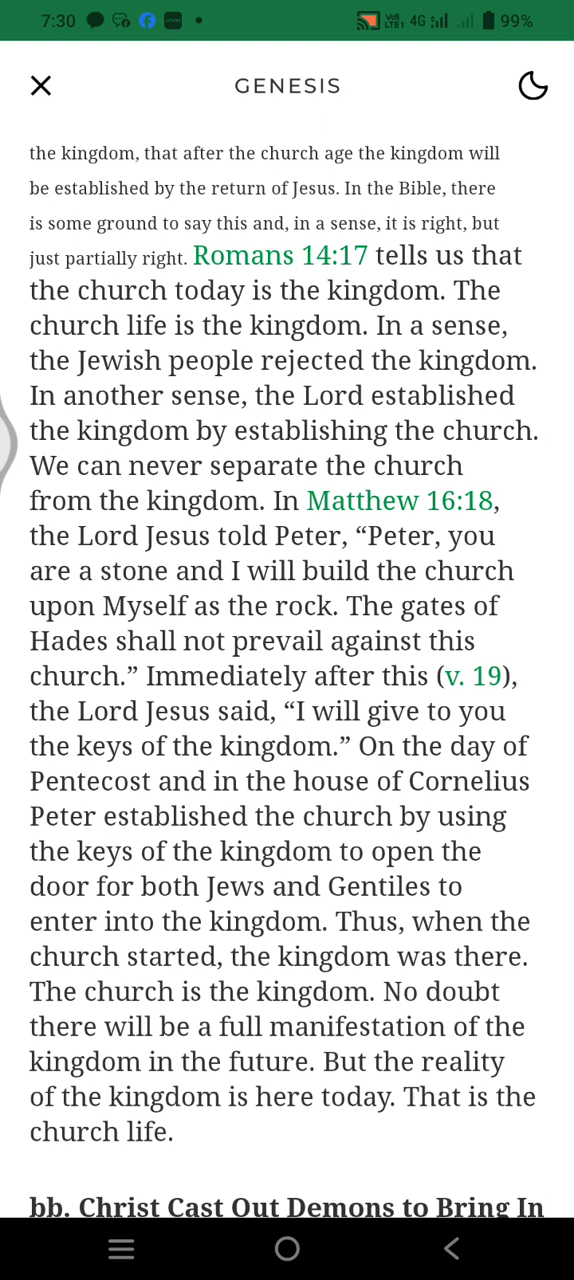 7:30
4G
99%
GENESIS
the kingdom, that after the church age the kingdom will
be established by the return of Jesus. In the Bible, there
is some ground to say this and, in a sense, it is right, but
just partially right. Romans 14:17 tells us that
the church today is the kingdom. The
church life is the kingdom. In a sense,
the Jewish people rejected the kingdom.
In another sense, the Lord established
the kingdom by establishing the church.
We can never separate the church
from the kingdom. In Matthew 16:18,
the Lord Jesus told Peter, “Peter, you
are a stone and I will build the church
upon Myself as the rock. The gates of
Hades shall not prevail against this
church.” Immediately after this (v. 19),
the Lord Jesus said, “I will give to you
the keys of the kingdom.” On the day of
Pentecost and in the house of Cornelius
Peter established the church by using
the keys of the kingdom to open the
door for both Jews and Gentiles to
enter into the kingdom. Thus, when the
church started, the kingdom was there.
The church is the kingdom. No doubt
there will be a full manifestation of the
kingdom in the future. But the reality
of the kingdom is here today. That is the
church life.
bb. Christ Cast Out Demons to Bring In